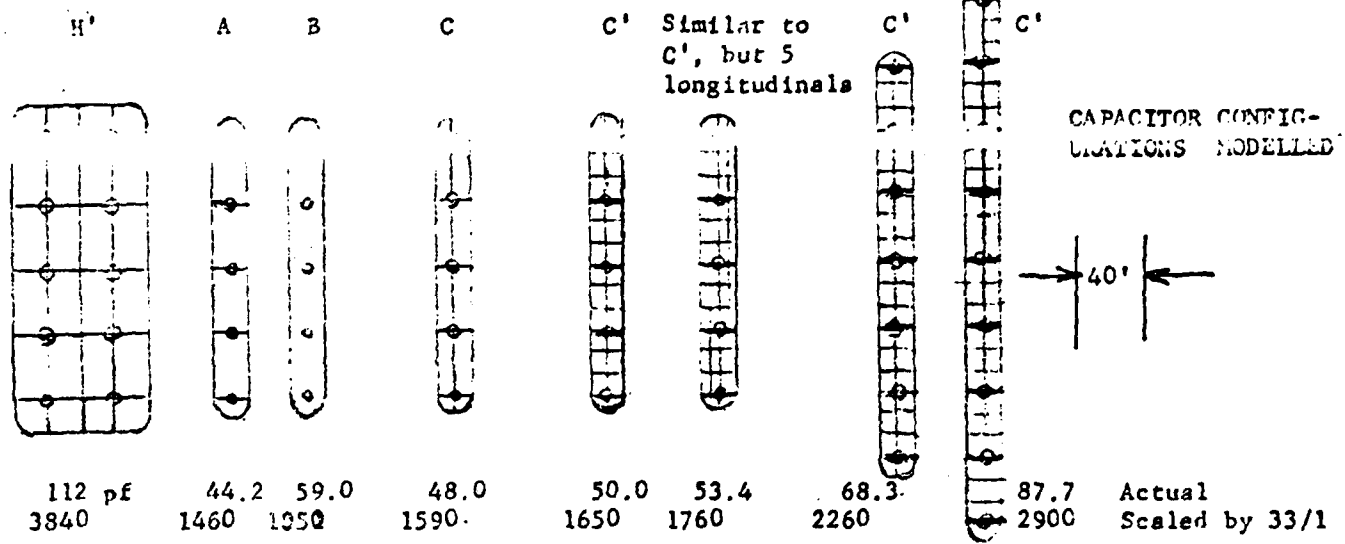 H' A B C C' Similar to C' C'
C', but 5
longitudinals
CAPACITOR CONFIG-
URATIONS MODELLED
40'
112 pf 44.2 59.0 48.0 50.0 53.4 68.3 87.7 Actual
3840 1460 1950 1590. 1650 1760 2260 2900 Scaled by 33/1